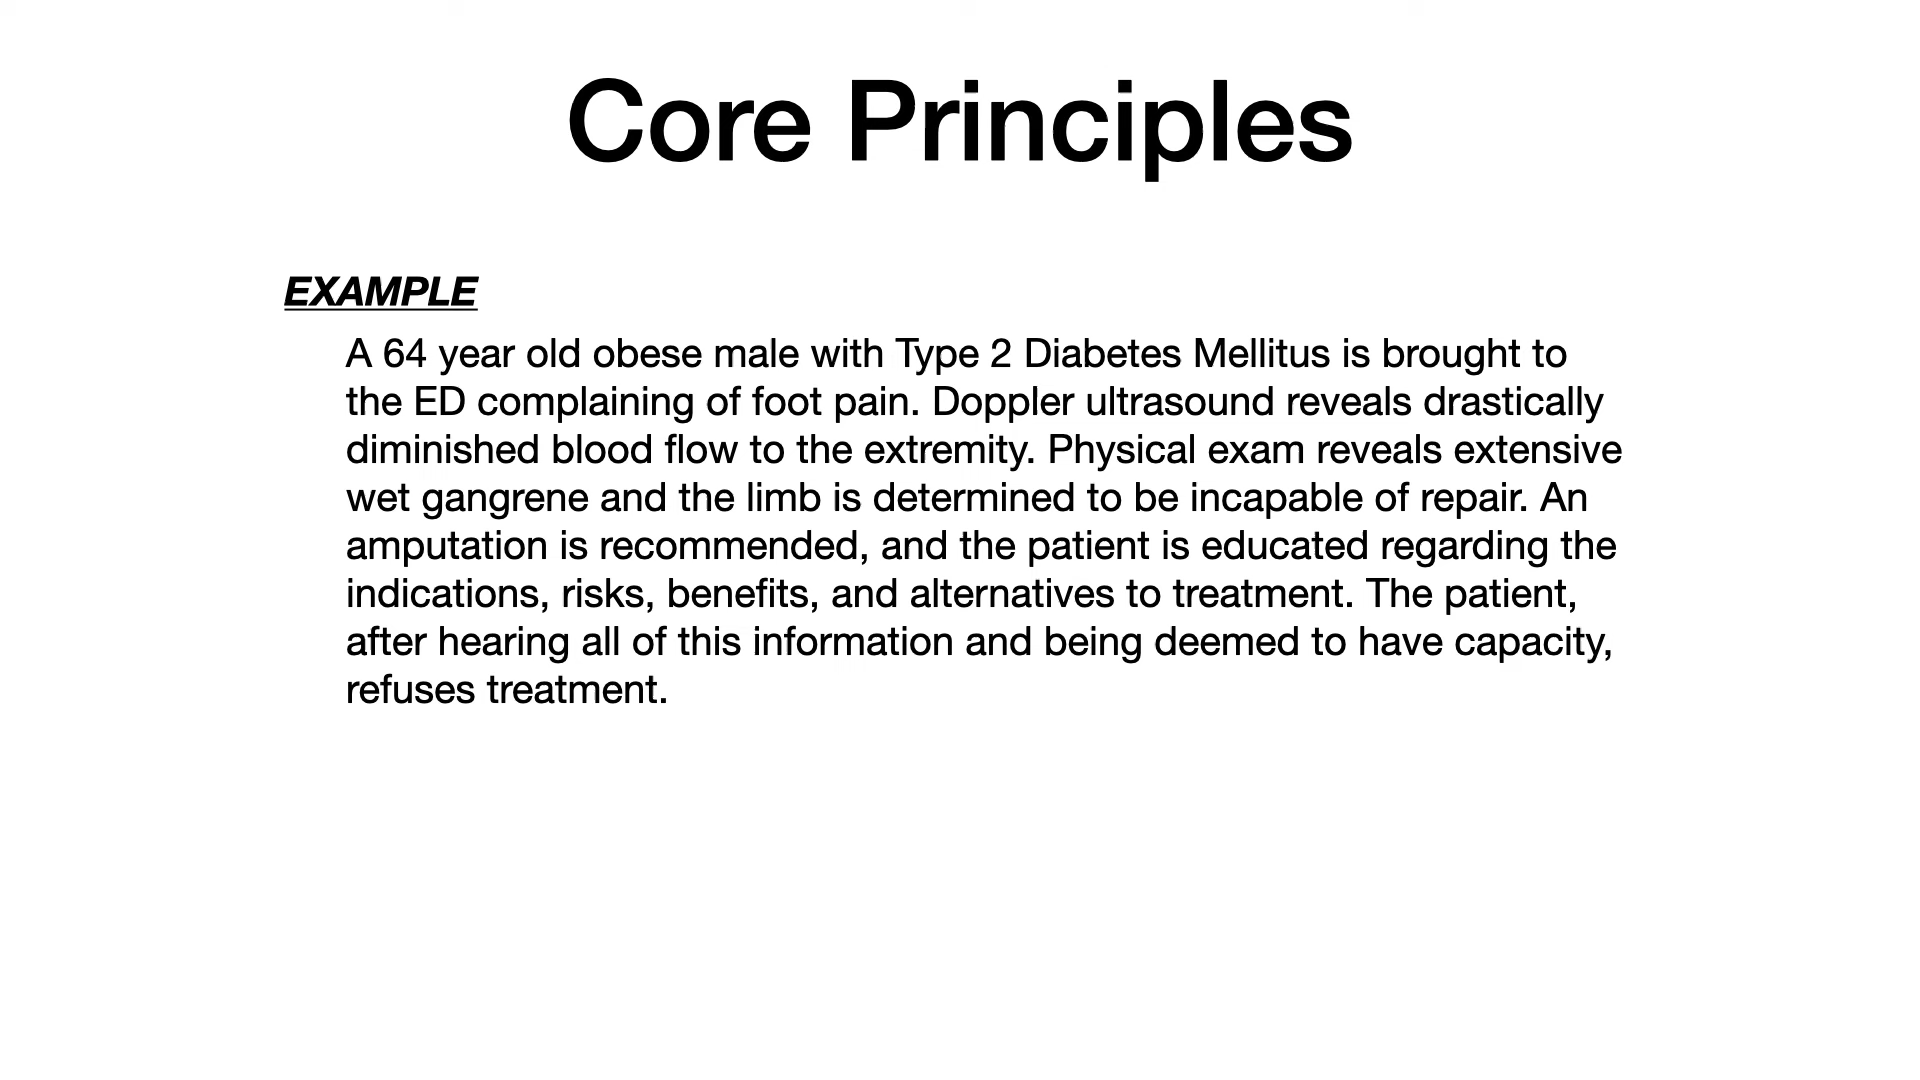 Core Principles
EXAMPLE
A 64 year old obese male with Type 2 Diabetes Mellitus is brought to
the ED complaining of foot pain. Doppler ultrasound reveals drastically
diminished blood flow to the extremity. Physical exam reveals extensive
wet gangrene and the limb is determined to be incapable of repair. An
amputation is recommended, and the patient is educated regarding the
indications, risks, benefits, and alternatives to treatment. The patient,
after hearing all of this information and being deemed to have capacity,
refuses treatment.